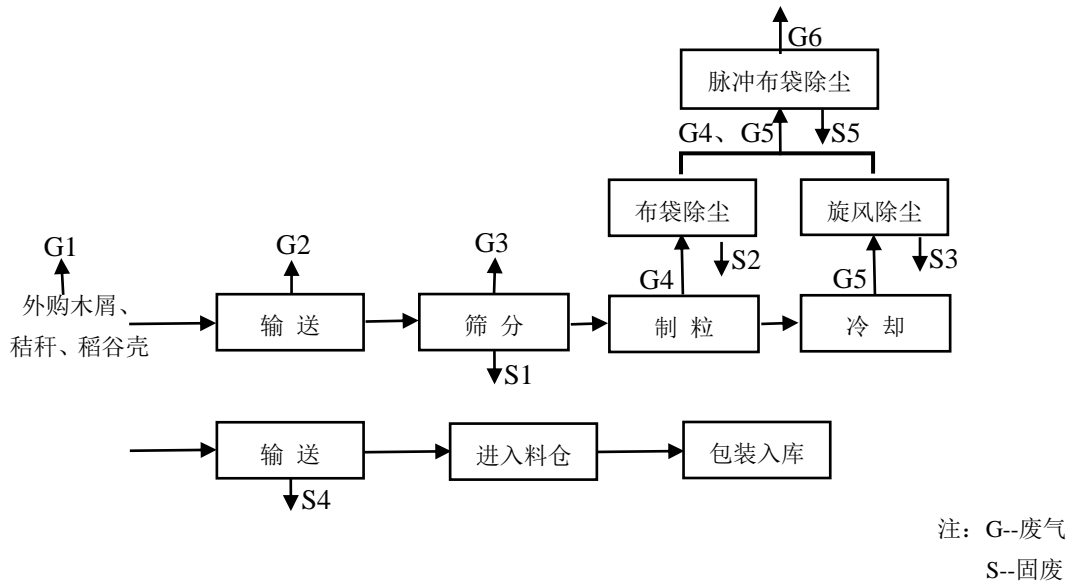 G6
脉冲布袋除尘
G4、G5
S5
布袋除尘
旋风除尘
G1
G2
G3
G4
S2
G5
S3
外购木屑、
秸秆、稻谷壳
输 送
筛 分
制 粒
冷 却
S1
输 送
进入料仓
包装入库
S4
注：G--废气
S--固废